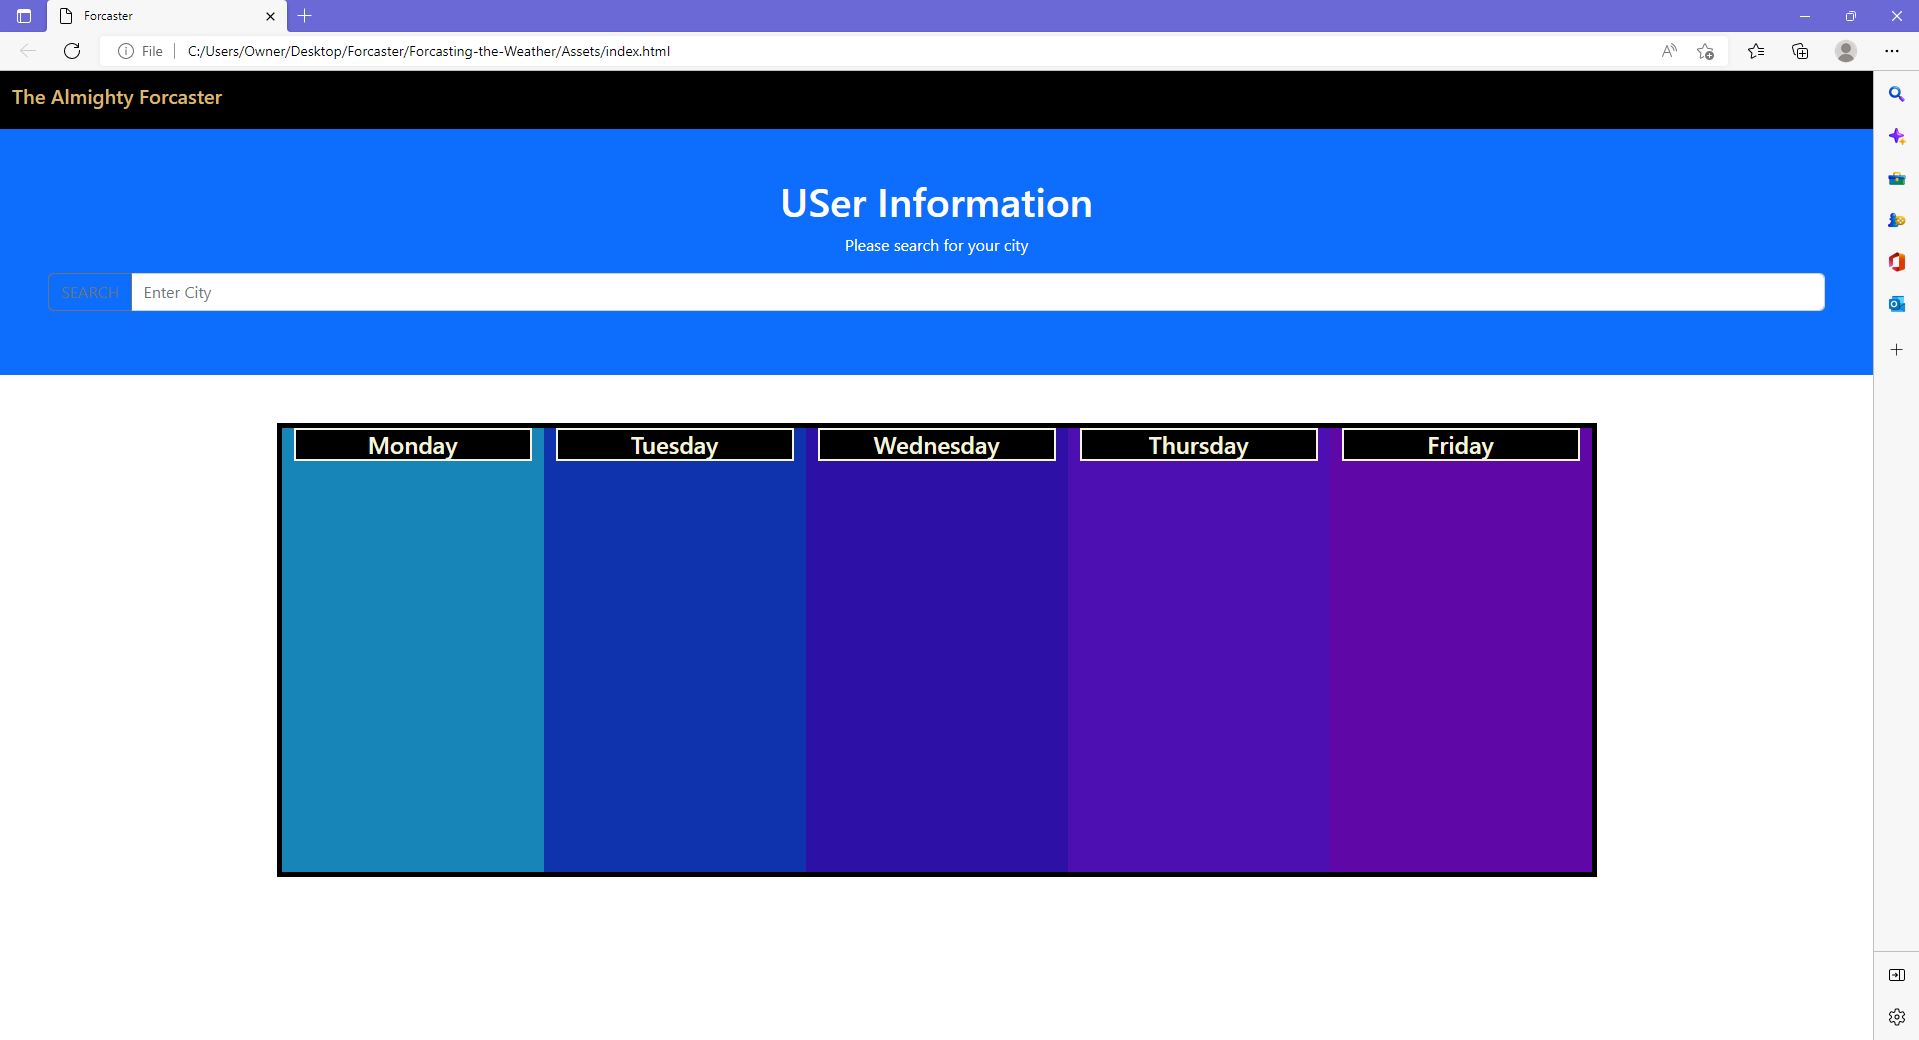 Forcaster
File
C:/Users/Owner/Desktop/Forcaster/Forcasting-the-Weather/Assets/index.html
The Almighty Forcaster
USer Information
Please search for your city
SEARCH Enter City
Monday Tuesday Wednesday Thursday Friday